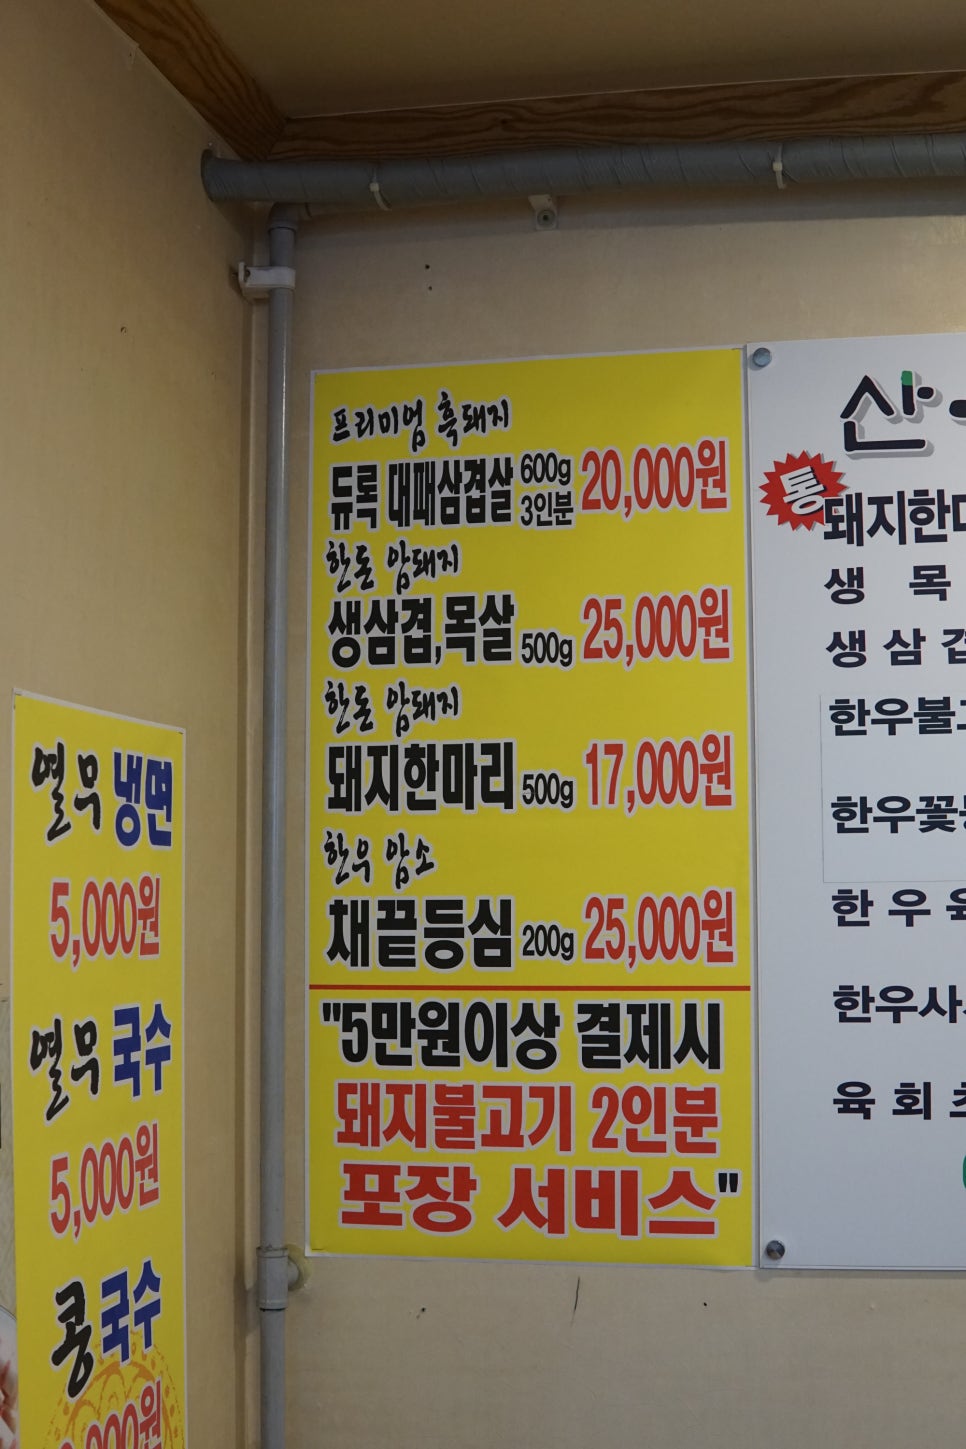 열무 냉면
5,000원
열무 국수
5,000원
콩국수
프리미엄 흑돼지
듀록 대패삼겹살 600g 3인분 20,000원
한돈 암돼지
생삼겹,목살 500g 25,000원
한돈 암돼지
돼지한마리 500g 17,000원
한우 암소
채끝등심 200g 25,000원
"5만원이상 결제시
돼지불고기 2인분
포장 서비스"
산
통 돼지한
생 목
생 삼 겹
한우불고
한우꽃
한 우
한우사
육 회